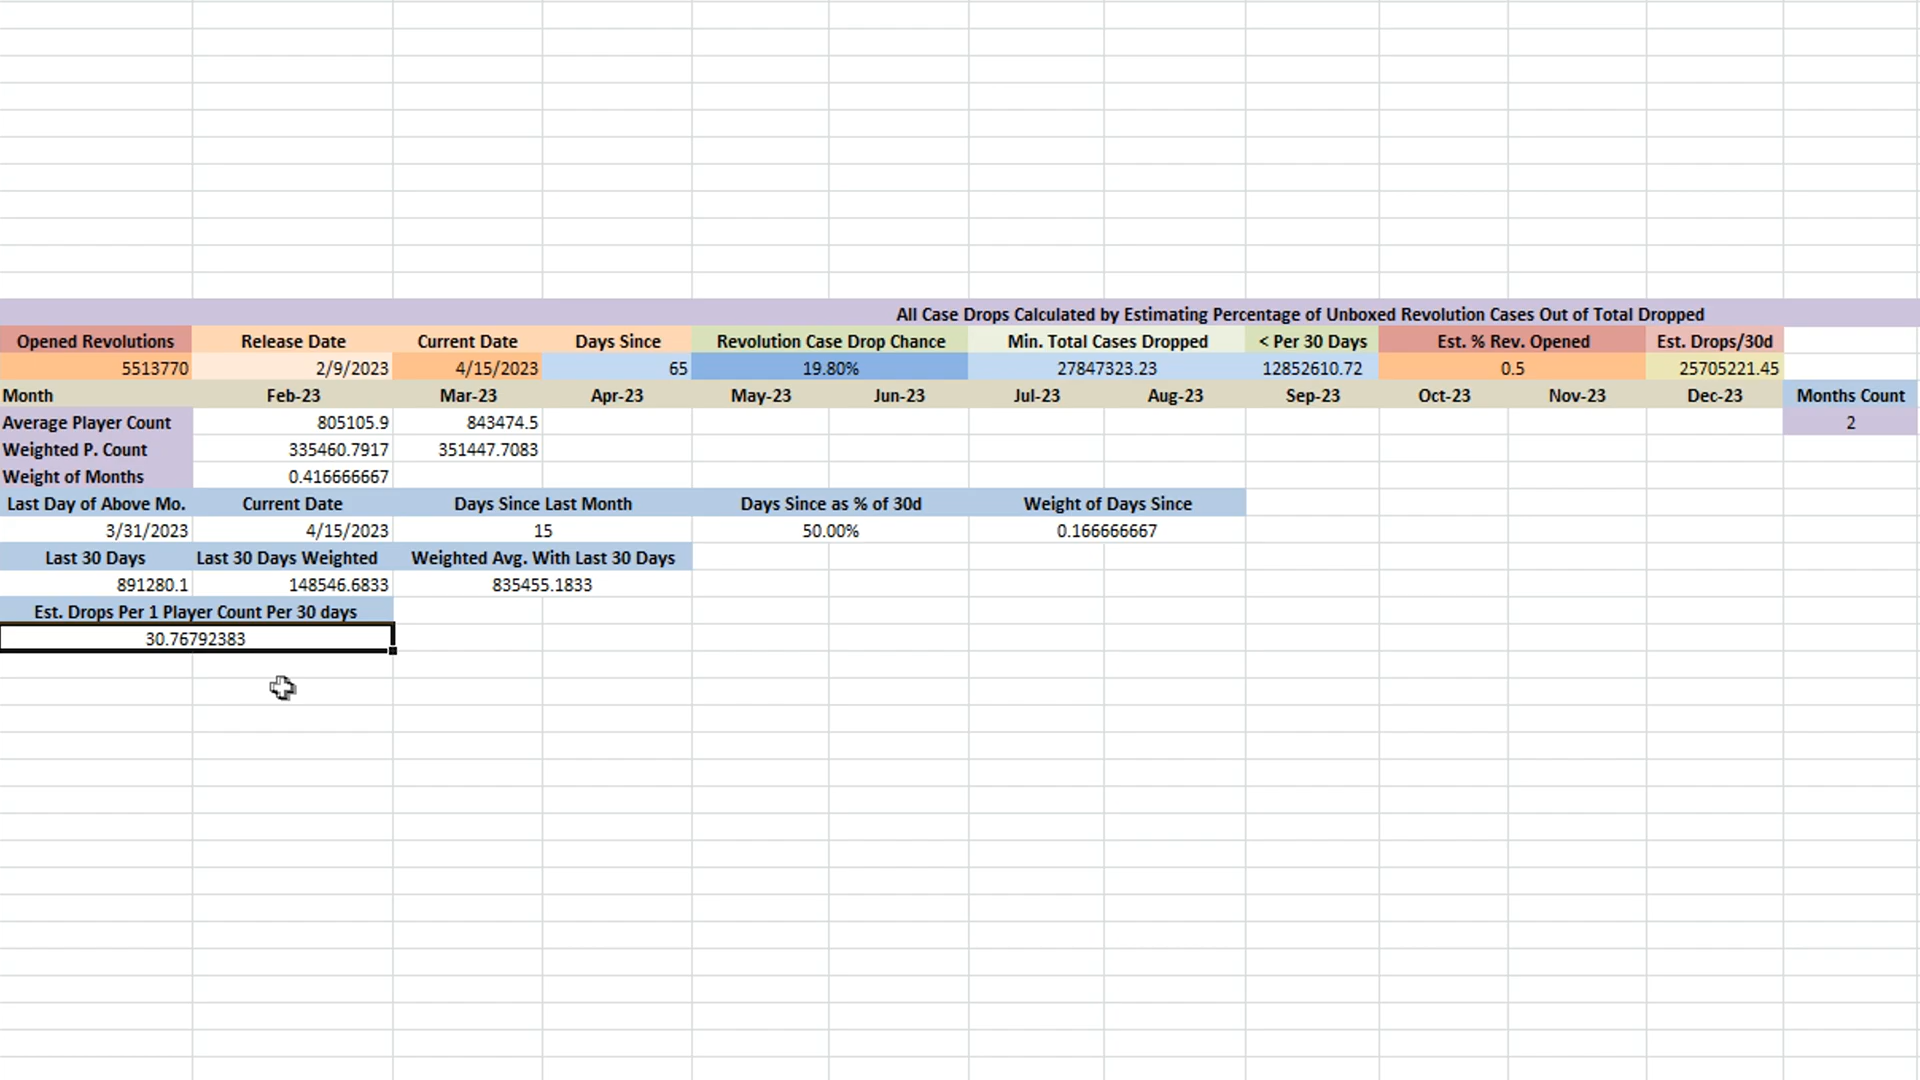 All Case Drops Calculated by Estimating Percentage of Unboxed Revolution Cases Out of Total Dropped
Opened Revolutions Release Date Current Date Days Since Revolution Case Drop Chance Min. Total Cases Dropped < Per 30 Days Est. % Rev. Opened Est. Drops/30d
5513770 2/9/2023 4/15/2023 65 19.80% 27847323.23 12852610.72 0.5 25705221.45
Month Feb-23 Mar-23 Apr-23 May-23 Jun-23 Jul-23 Aug-23 Sep-23 Oct-23 Nov-23 Dec-23 Months Count
Average Player Count 805105.9 843474.5 2
Weighted P. Count 335460.7917 351447.7083
Weight of Months 0.416666667
Last Day of Above Mo. Current Date Days Since Last Month Days Since as % of 30d Weight of Days Since
3/31/2023 4/15/2023 15 50.00% 0.166666667
Last 30 Days Last 30 Days Weighted Weighted Avg. With Last 30 Days
891280.1 148546.6833 835455.1833
Est. Drops Per 1 Player Count Per 30 days
30.76792383